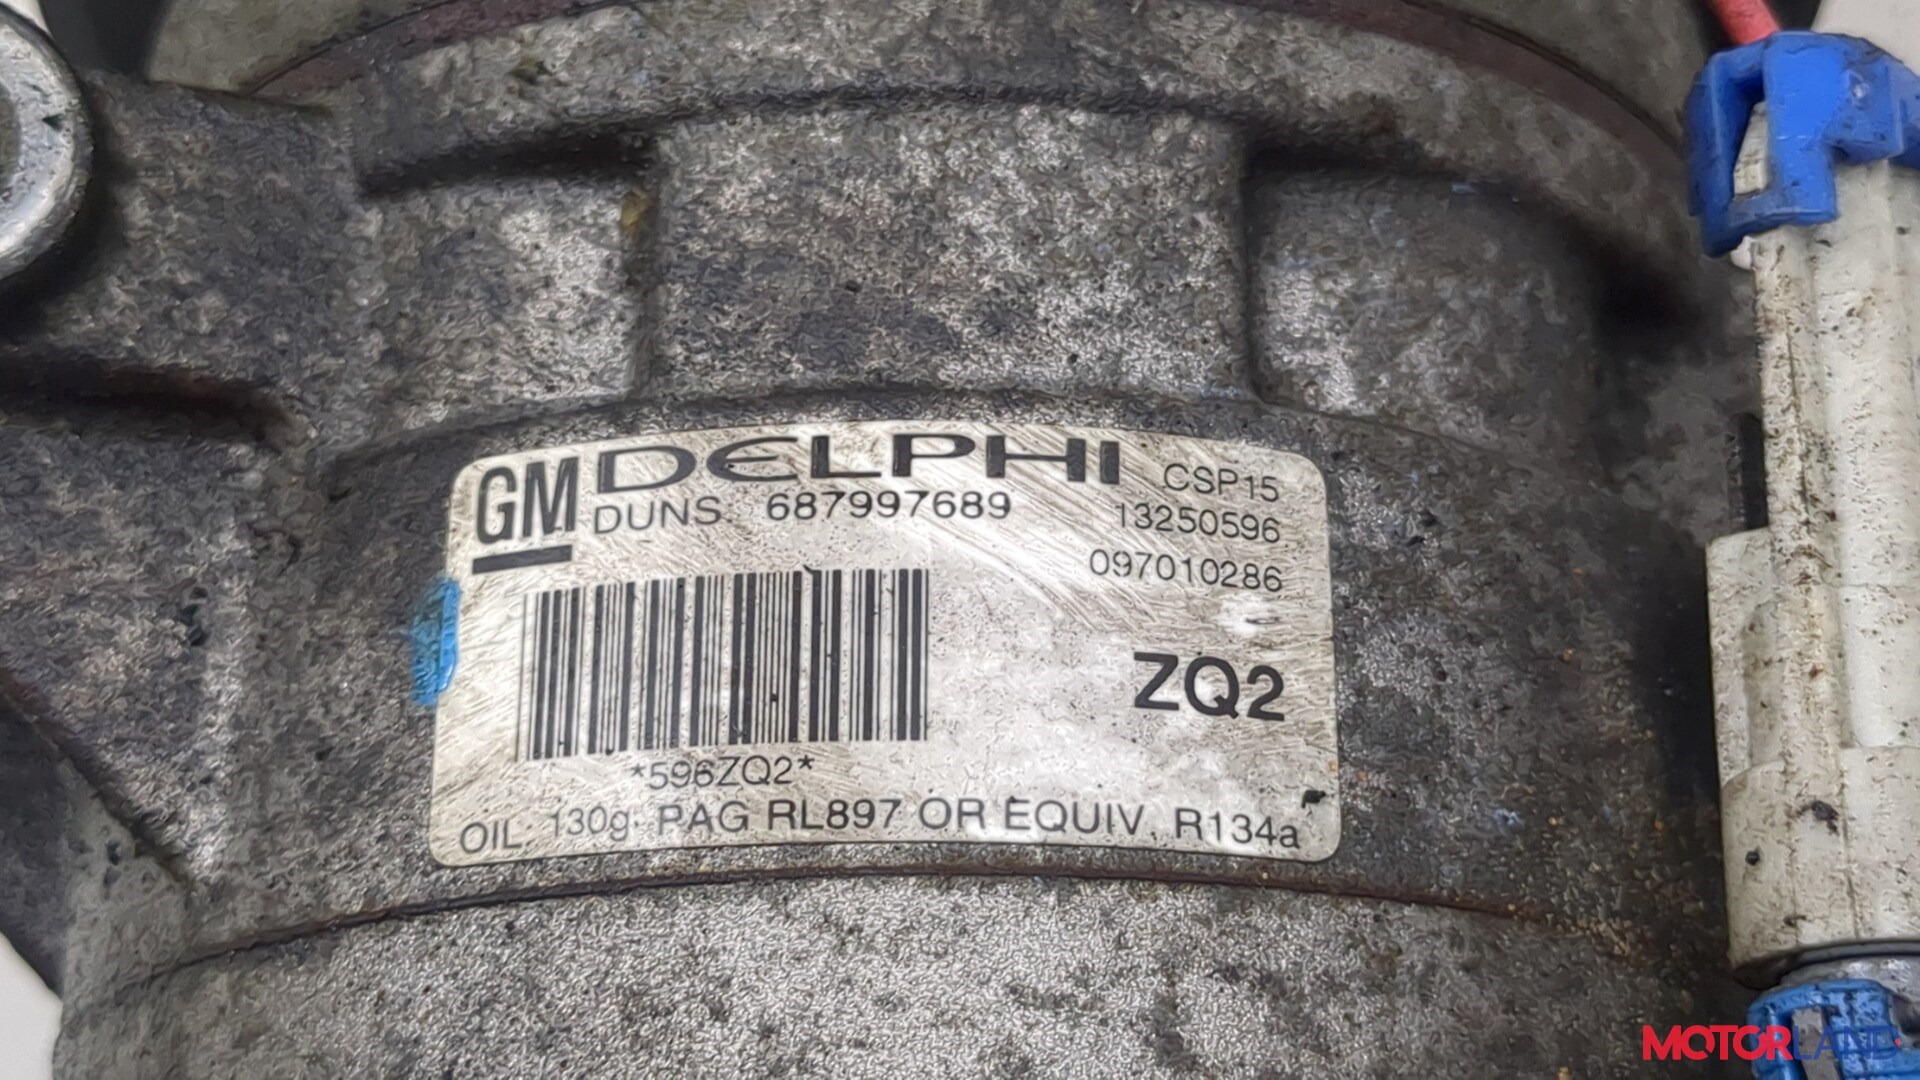 GM DELPHI CSP15
DUNS 687997689 13250596
097010286
ZQ2
*596ZQ2*
OIL 130g PAG RL897 OR EQUIV. R134a
MOTORLAND